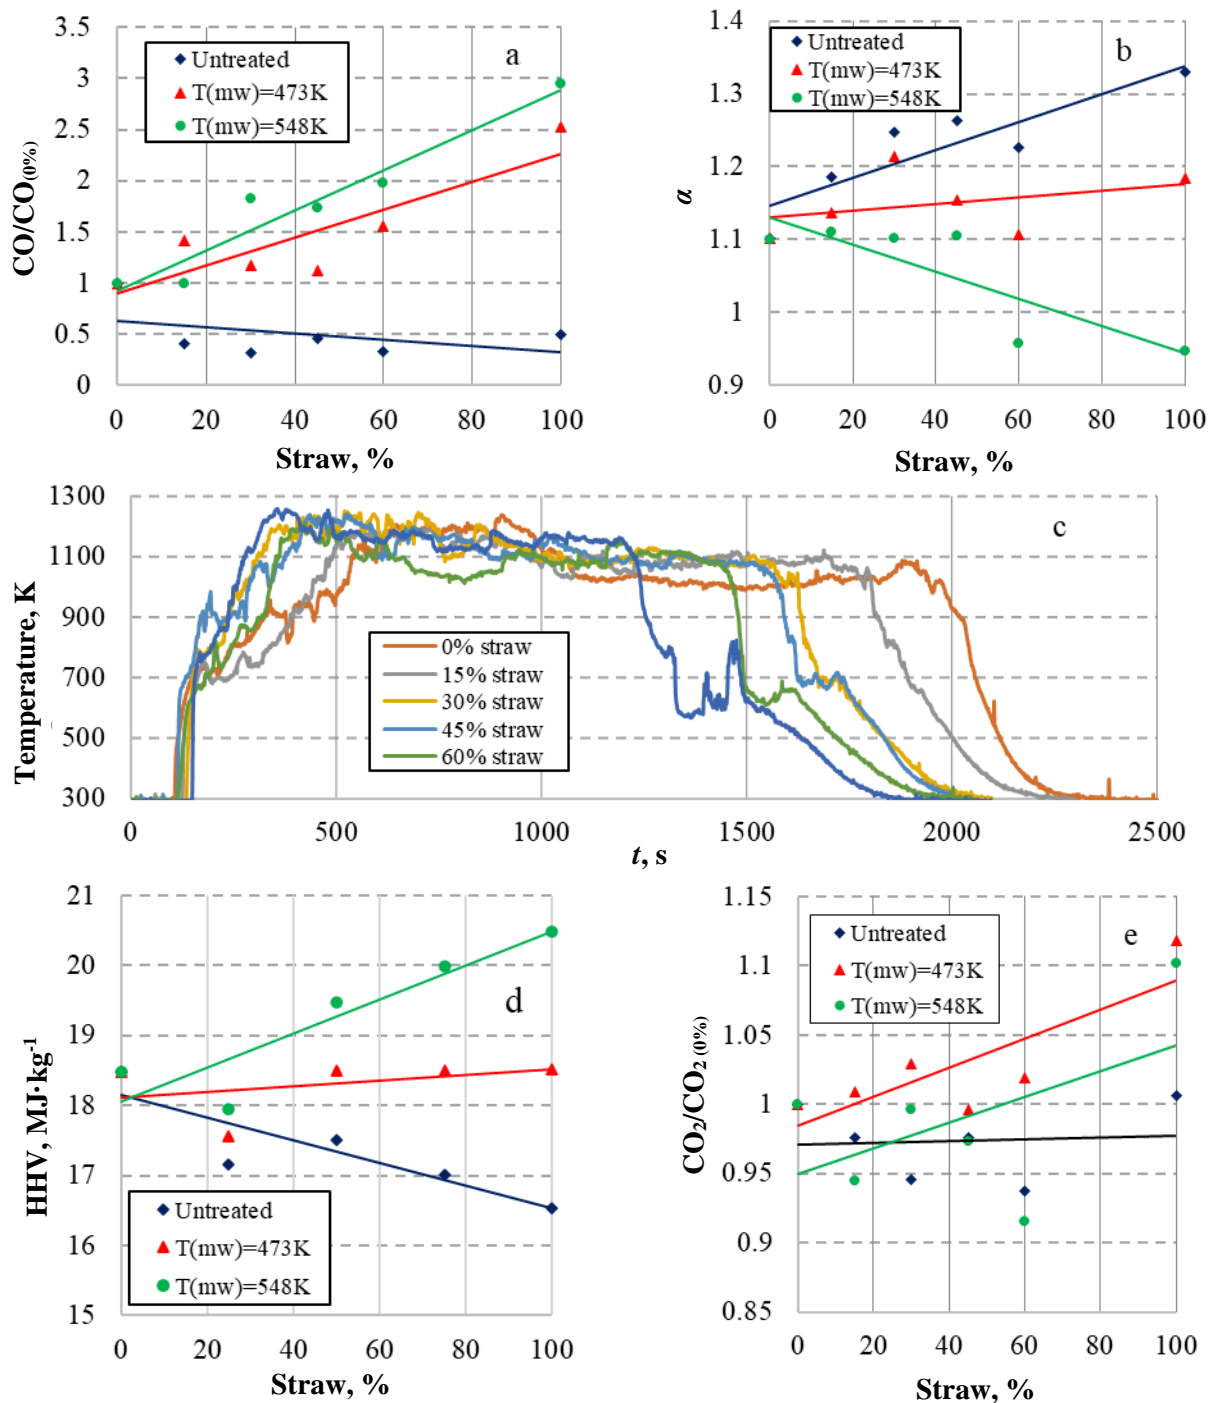 a
CO/CO(0%)
3.5
3
2.5
2
1.5
1
0.5
0
Untreated
T(mw)=473K
T(mw)=548K
0 20 40 60 80 100
Straw, %
b
α
1.4
1.3
1.2
1.1
1
0.9
Untreated
T(mw)=473K
T(mw)=548K
0 20 40 60 80 100
Straw, %
c
Temperature, K
1300
1100
900
700
500
300
0% straw
15% straw
30% straw
45% straw
60% straw
0 500 1000 1500 2000 2500
t, s
d
HHV, MJ·kg-1
21
20
19
18
17
16
15
Untreated
T(mw)=473K
T(mw)=548K
0 20 40 60 80 100
Straw, %
e
CO2/CO2 (0%)
1.15
1.1
1.05
1
0.95
0.9
0.85
Untreated
T(mw)=473K
T(mw)=548K
0 20 40 60 80 100
Straw, %